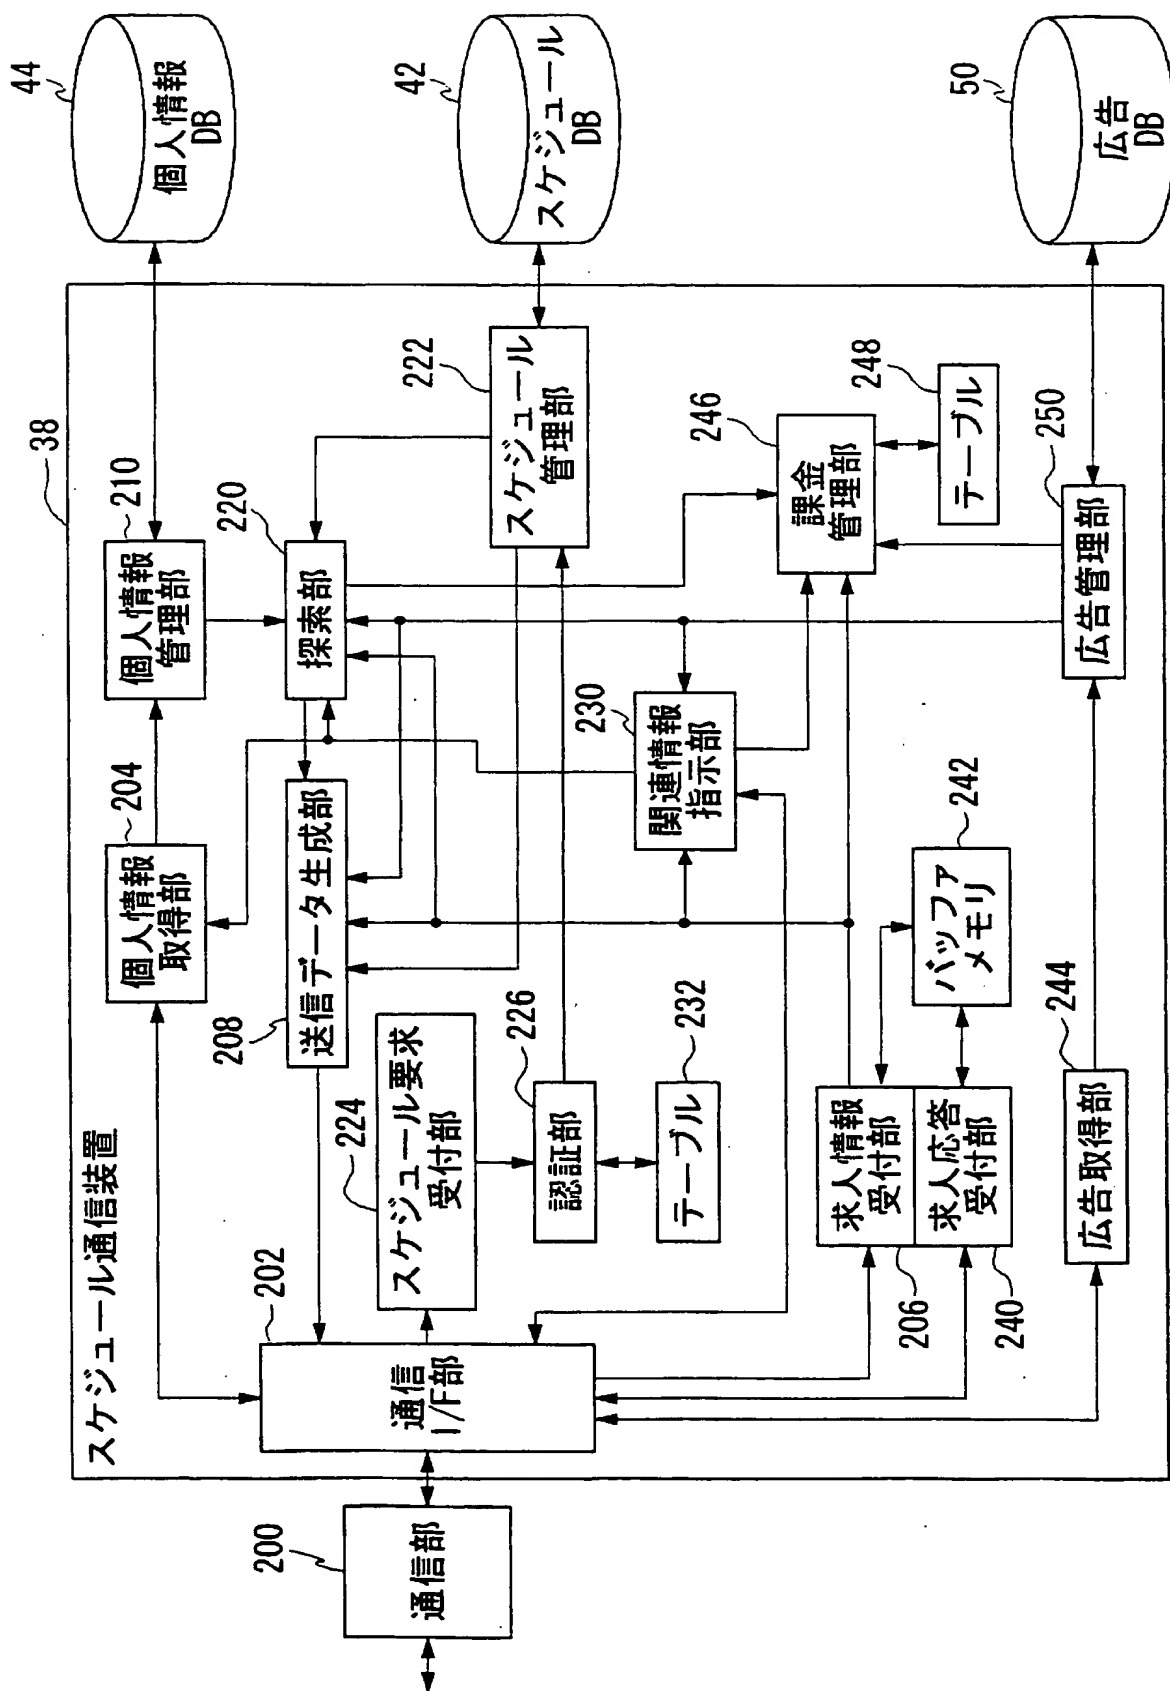 スケジュール通信装置
38
44
個人情報
DB
42
スケジュール
DB
50
広告
DB
200
通信部
202
通信
I/F部
204
個人情報
取得部
210
個人情報
管理部
208
送信データ生成部
220
探索部
222
スケジュール
管理部
224
スケジュール要求
受付部
226
認証部
232
テーブル
230
関連情報
指示部
246
課金
管理部
248
テーブル
206
求人情報
受付部
240
求人応答
受付部
242
バッファ
メモリ
244
広告取得部
250
広告管理部